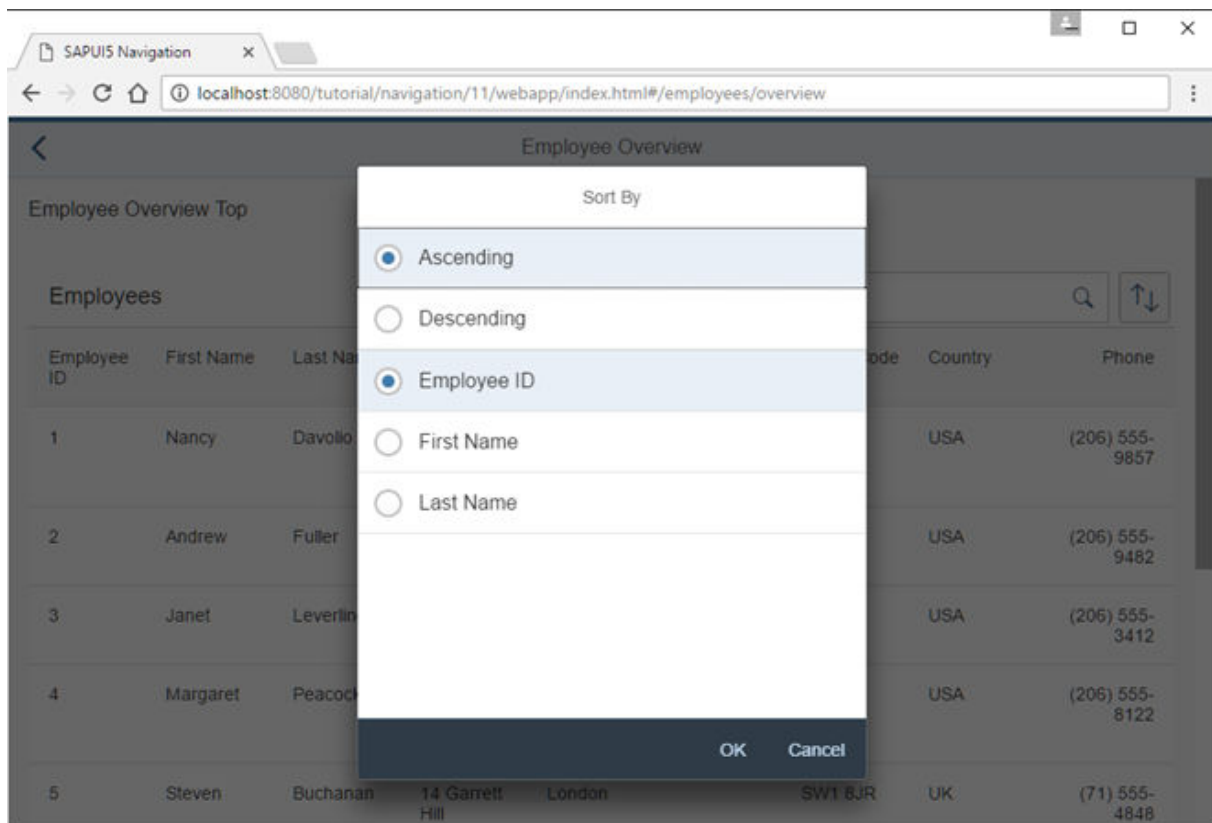 SAPUI5 Navigation
localhost:8080/tutorial/navigation/11/webapp/index.html#/employees/overview
Employee Overview
Employee Overview Top
Sort By
Ascending
Descending
Employee ID
First Name
Last Name
OK Cancel
Employees
Employee First Name Last Country Phone
ID
1 Nancy Davolio USA (206) 555-
9857
2 Andrew Fuller USA (206) 555-
9482
3 Janet USA (206) 555-
3412
4 Margaret USA (206) 555-
8122
5 Steven Buchanan 14 Garrett London SW1 8JR UK (71) 555-
Hill 4848